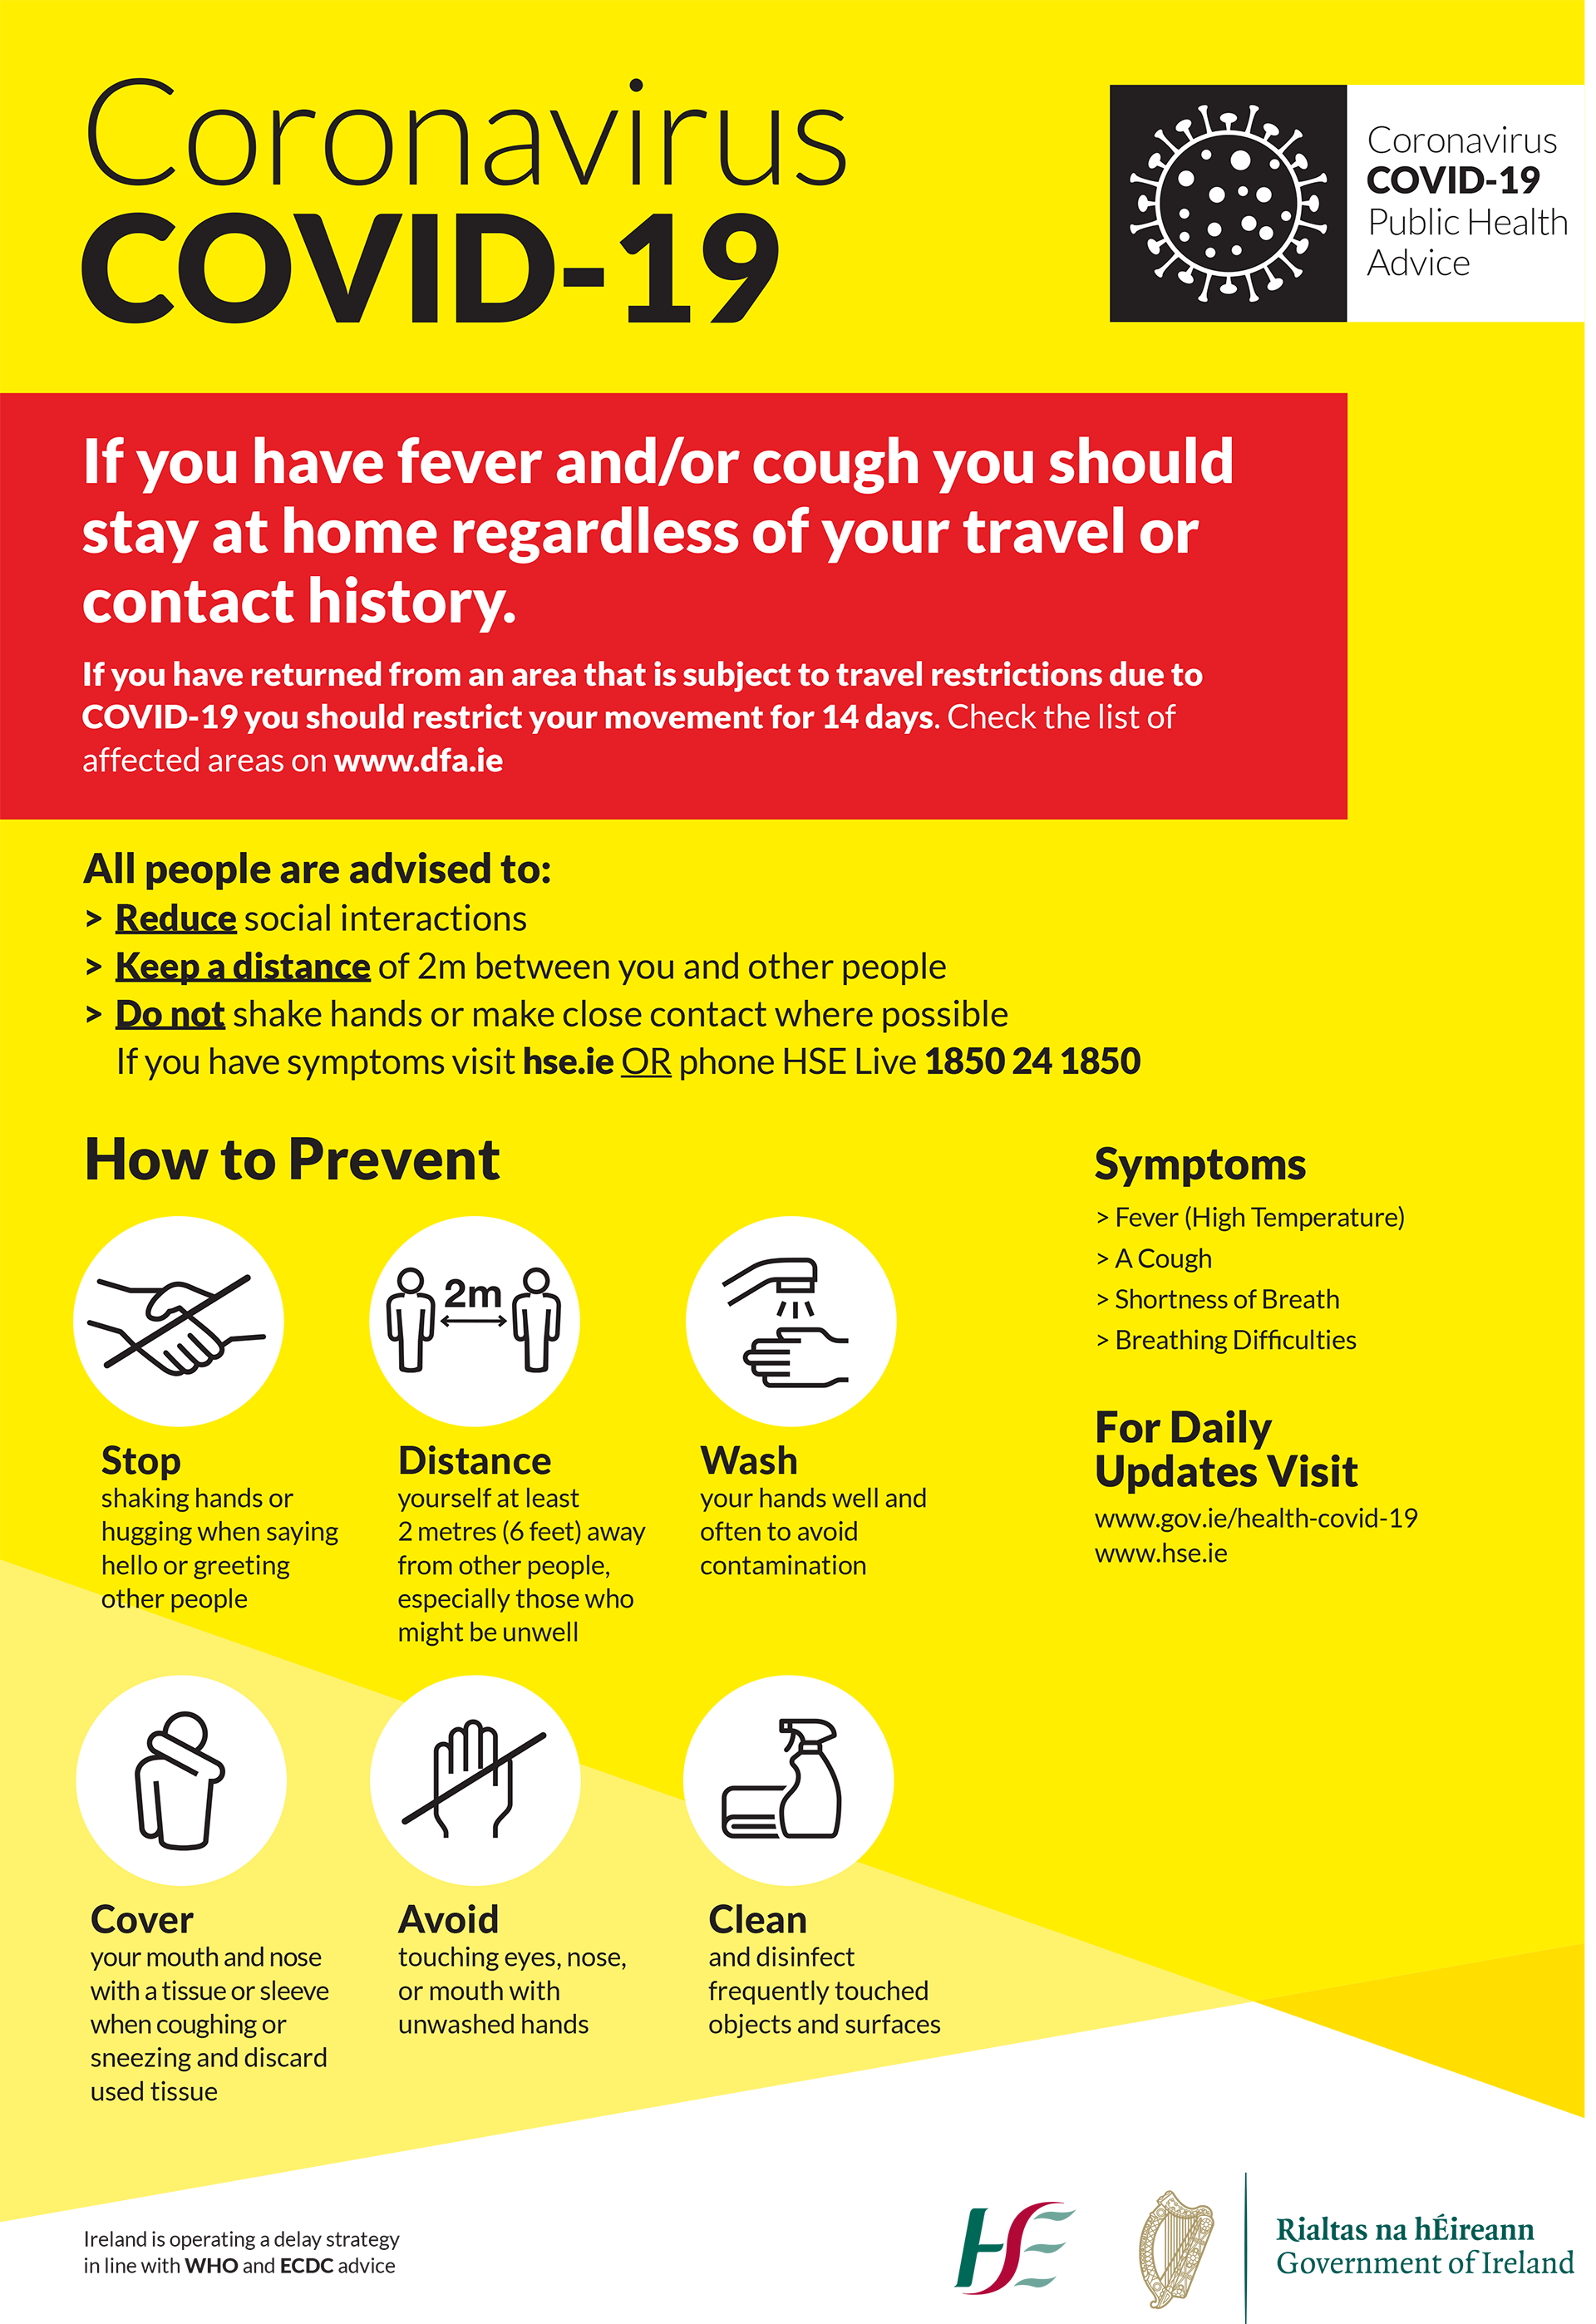 Coronavirus
COVID-19
Coronavirus
COVID-19
Public Health
Advice
If you have fever and/or cough you should
stay at home regardless of your travel or
contact history.
If you have returned from an area that is subject to travel restrictions due to
COVID-19 you should restrict your movement for 14 days. Check the list of
affected areas on www.dfa.ie
All people are advised to:
> Reduce social interactions
> Keep a distance of 2m between you and other people
> Do not shake hands or make close contact where possible
If you have symptoms visit hse.ie OR phone HSE Live 1850 24 1850
How to Prevent
2m
Stop
shaking hands or
hugging when saying
hello or greeting
other people
Distance
yourself at least
2 metres (6 feet) away
from other people,
especially those who
might be unwell
Wash
your hands well and
often to avoid
contamination
Cover
your mouth and nose
with a tissue or sleeve
when coughing or
sneezing and discard
used tissue
Avoid
touching eyes, nose,
or mouth with
unwashed hands
Clean
and disinfect
frequently touched
objects and surfaces
Symptoms
> Fever (High Temperature)
> A Cough
> Shortness of Breath
> Breathing Difficulties
For Daily
Updates Visit
www.gov.ie/health-covid-19
www.hse.ie
Ireland is operating a delay strategy
in line with WHO and ECDC advice
HSE
Rialtas na hÉireann
Government of Ireland